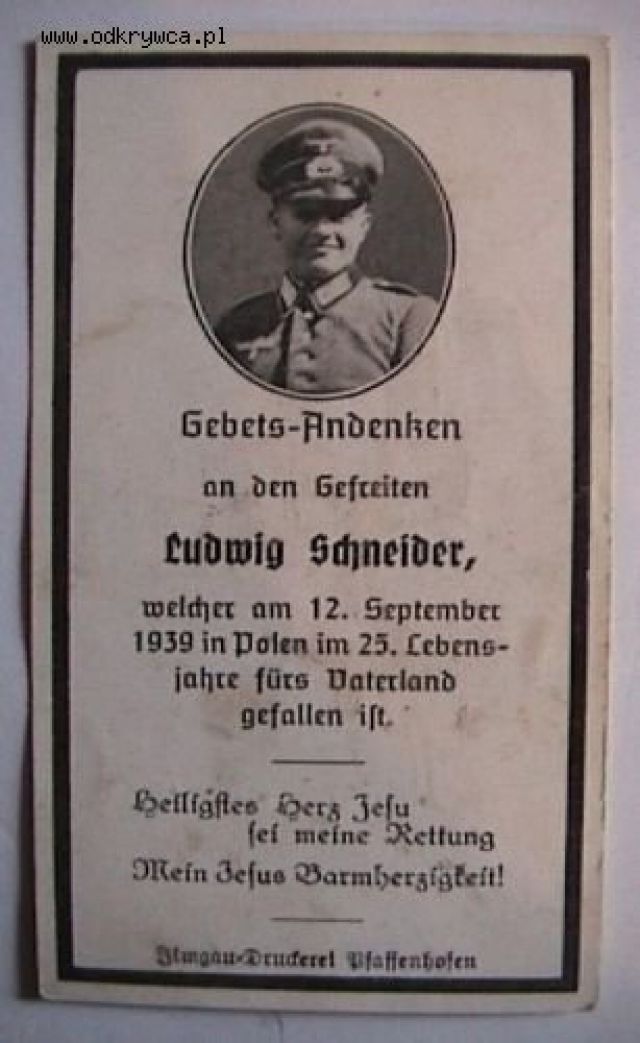 www.odkrywca.pl
Gebets-Andenken
an den Gefreiten
Ludwig Schneider,
welcher am 12. September
1939 in Polen im 25. Lebens-
jahre fürs Vaterland
gefallen ist.
Heiligstes Herz Jesu
sei meine Rettung
Mein Jesus Barmherzigkeit!
Ilmgau-Druckerei Pfaffenhofen